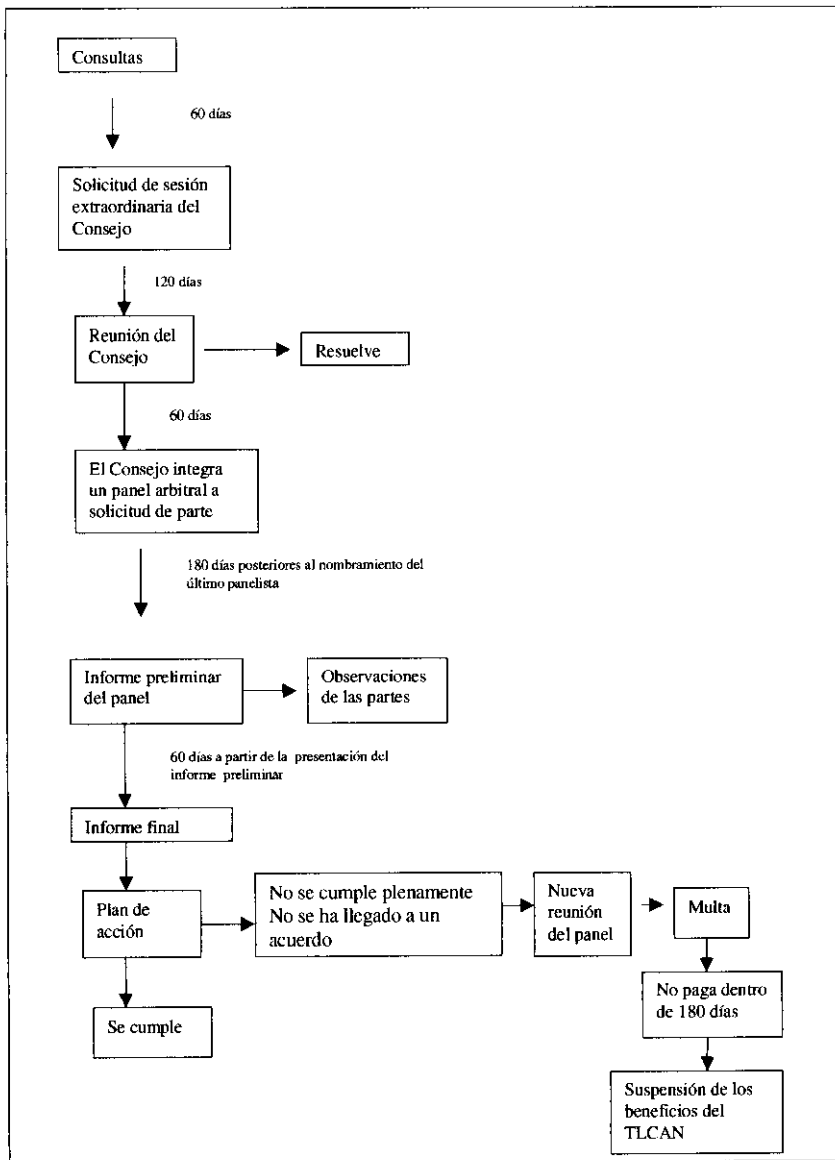 Consultas
60 días
Solicitud de sesión
extraordinaria del
Consejo
120 días
Reunión del
Consejo
Resuelve
60 días
El Consejo integra
un panel arbitral a
solicitud de parte
180 días posteriores al nombramiento del
último panelista
Informe preliminar
del panel
Observaciones
de las partes
60 días a partir de la presentación del
informe preliminar
Informe final
Plan de
acción
No se cumple plenamente
No se ha llegado a un
acuerdo
Nueva
reunión
del panel
Multa
Se cumple
No paga dentro
de 180 días
Suspensión de los
beneficios del
TLCAN